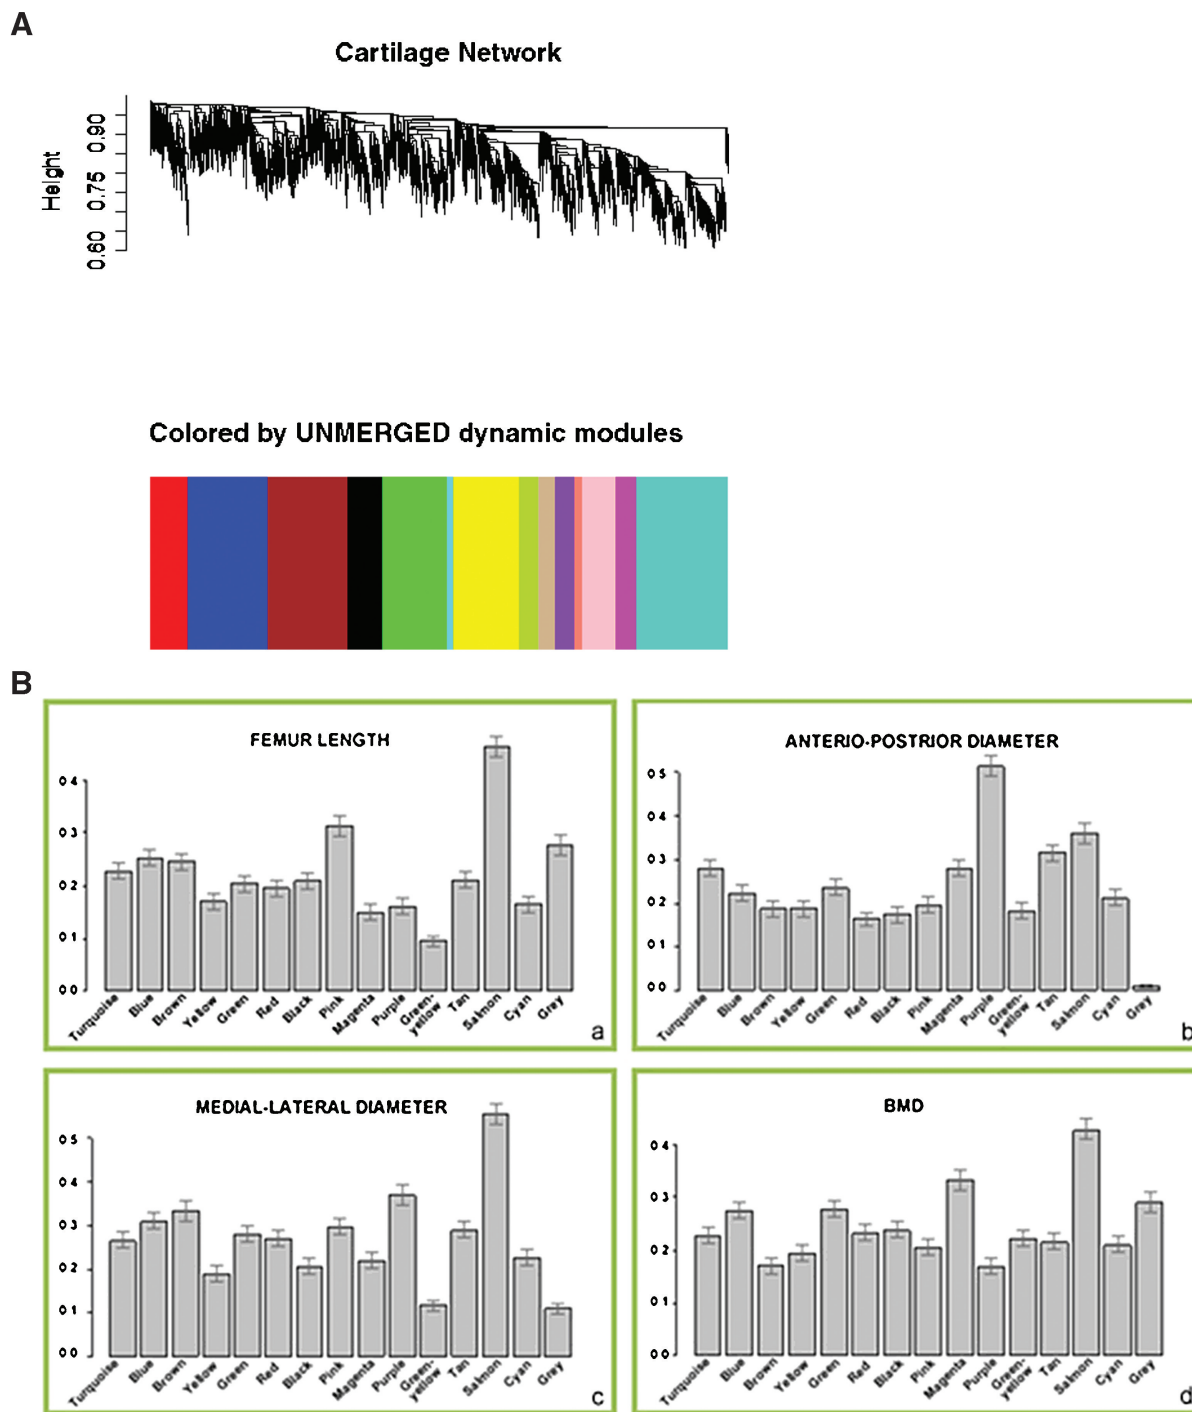 A
Cartilage Network
Height
0.90
0.75
0.60
Colored by UNMERGED dynamic modules
B
FEMUR LENGTH
0 4
0 3
0 2
0 1
0 0
Turquoise Blue Brown Yellow Green Red Black Pink Magenta Purple Green-yellow Tan Salmon Cyan Grey
a
ANTERIO-POSTRIOR DIAMETER
0 5
0 4
0 3
0 2
0 1
0 0
Turquoise Blue Brown Yellow Green Red Black Pink Magenta Purple Green-yellow Tan Salmon Cyan Grey
b
MEDIAL-LATERAL DIAMETER
0 5
0 4
0 3
0 2
0 1
0 0
Turquoise Blue Brown Yellow Green Red Black Pink Magenta Purple Green-yellow Tan Salmon Cyan Grey
c
BMD
0 4
0 3
0 2
0 1
0 0
Turquoise Blue Brown Yellow Green Red Black Pink Magenta Purple Green-yellow Tan Salmon Cyan Grey
d